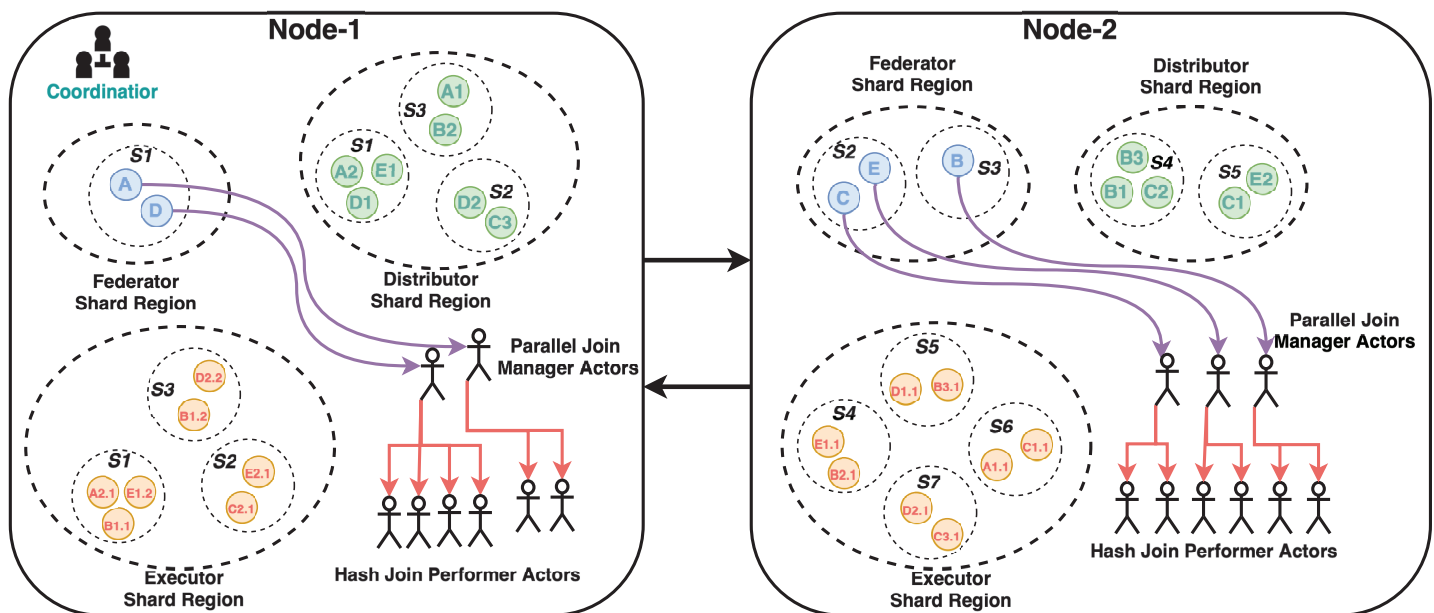 Node-1
Coordinatior
Distributor
Shard Region
S3
A1
B2
S1
A2
E1
D1
S2
D2
C3
S1
A
D
Federator
Shard Region
Parallel Join
Manager Actors
S3
D2.2
B1.2
S1
A2.1
E1.2
B1.1
S2
E2.1
C2.1
Executor
Shard Region
Hash Join Performer Actors
Node-2
Federator
Shard Region
S2
E
C
B
S3
Distributor
Shard Region
B3
S4
B1
C2
S5
E2
C1
Parallel Join
Manager Actors
S5
D1.1
B3.1
S4
E1.1
B2.1
S6
C1.1
A1.1
S7
D2.I
C3.1
Executor
Shard Region
Hash Join Performer Actors